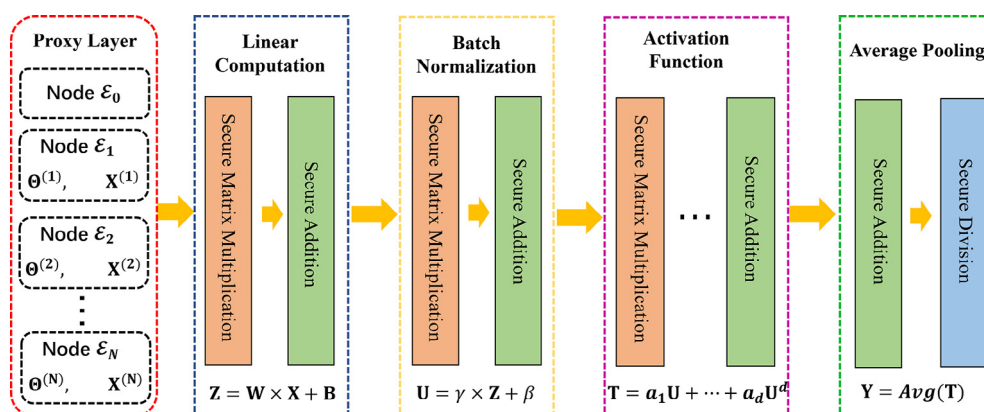 Proxy Layer
Node ℰ₀
Node ℰ₁
Θ⁽¹⁾, X⁽¹⁾
Node ℰ₂
Θ⁽²⁾, X⁽²⁾
⋮
Node ℰ_N
Θ⁽ᴺ⁾, X⁽ᴺ⁾
Linear
Computation
Secure Matrix Multiplication
Secure Addition
Z = W × X + B
Batch
Normalization
Secure Matrix Multiplication
Secure Addition
U = γ × Z + β
Activation
Function
Secure Matrix Multiplication
⋯
Secure Addition
T = a₁U + ⋯ + a_dU^d
Average Pooling
Secure Addition
Secure Division
Y = Avg(T)